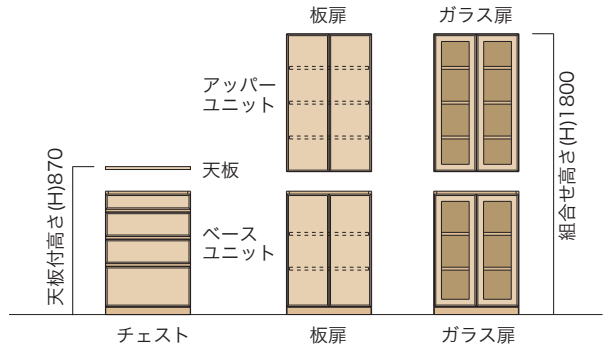 板扉
ガラス扉
アッパー
ユニット
天板
天板付高さ(H)870
組合せ高さ(H)1800
ベース
ユニット
チェスト
板扉
ガラス扉